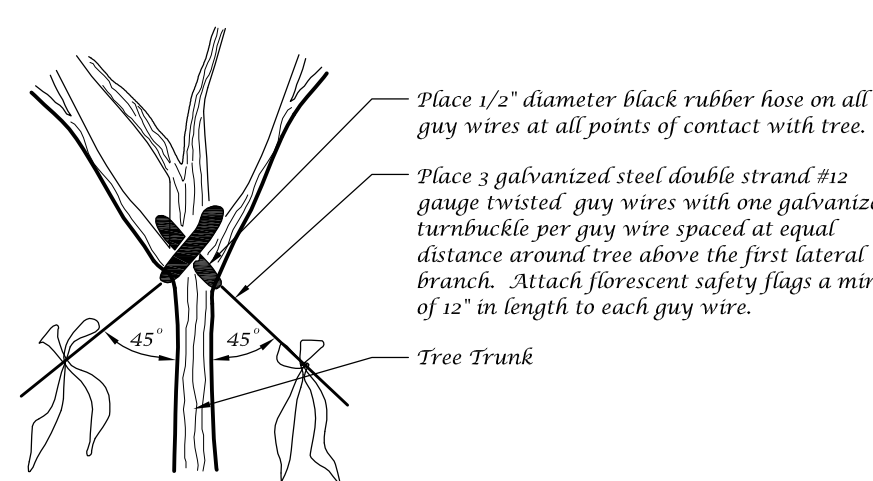 Place 1/2" diameter black rubber hose on all
guy wires at all points of contact with tree.
Place 3 galvanized steel double strand #12
gauge twisted guy wires with one galvanize
turnbuckle per guy wire spaced at equal
distance around tree above the first lateral
branch. Attach florescent safety flags a min
of 12" in length to each guy wire.
45° 45°
Tree Trunk